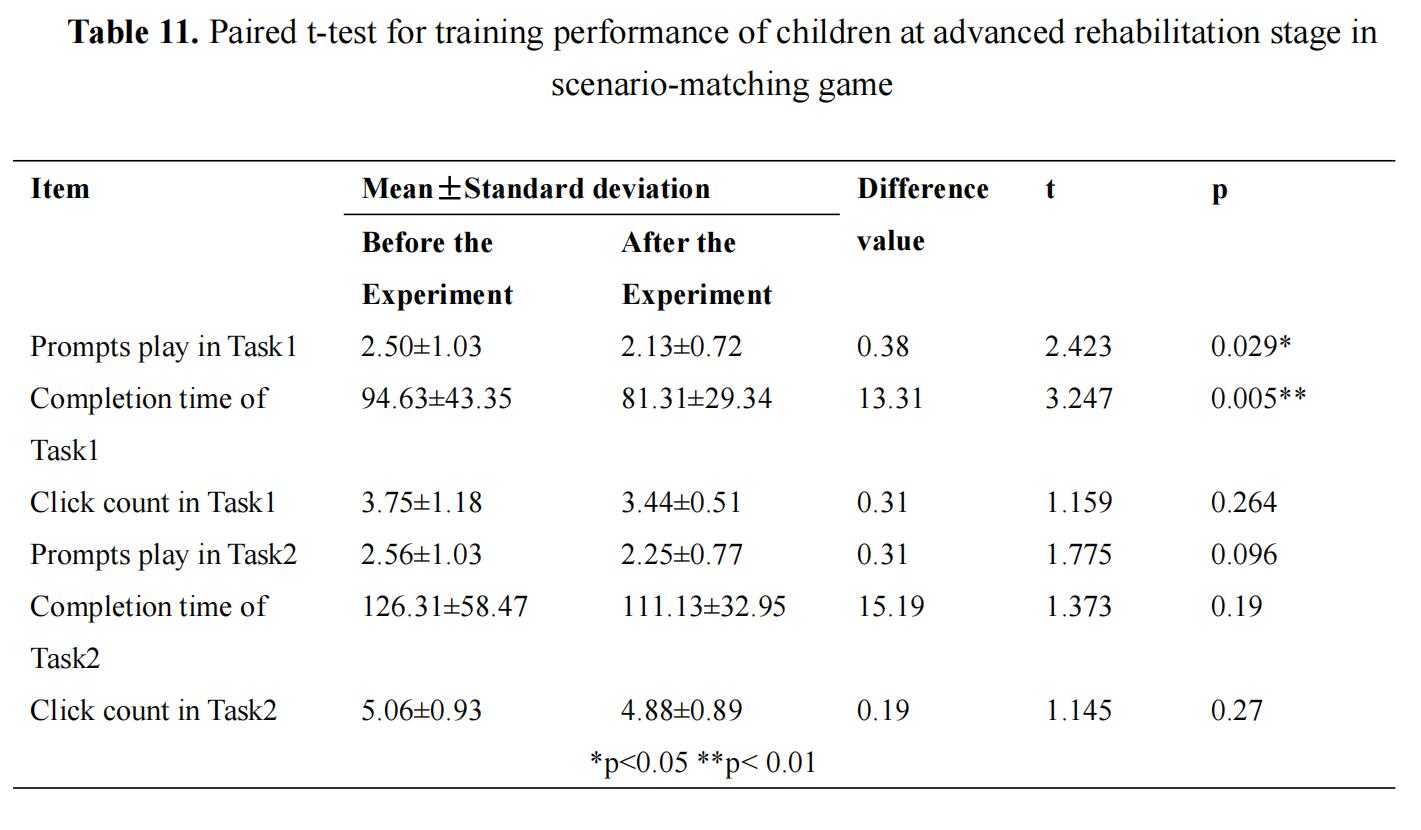 Table 11. Paired t-test for training performance of children at advanced rehabilitation stage in
scenario-matching game
Item Mean±Standard deviation Difference value t p
Before the Experiment After the Experiment
Prompts play in Task1 2.50±1.03 2.13±0.72 0.38 2.423 0.029*
Completion time of Task1 94.63±43.35 81.31±29.34 13.31 3.247 0.005**
Click count in Task1 3.75±1.18 3.44±0.51 0.31 1.159 0.264
Prompts play in Task2 2.56±1.03 2.25±0.77 0.31 1.775 0.096
Completion time of Task2 126.31±58.47 111.13±32.95 15.19 1.373 0.19
Click count in Task2 5.06±0.93 4.88±0.89 0.19 1.145 0.27
*p<0.05 **p< 0.01